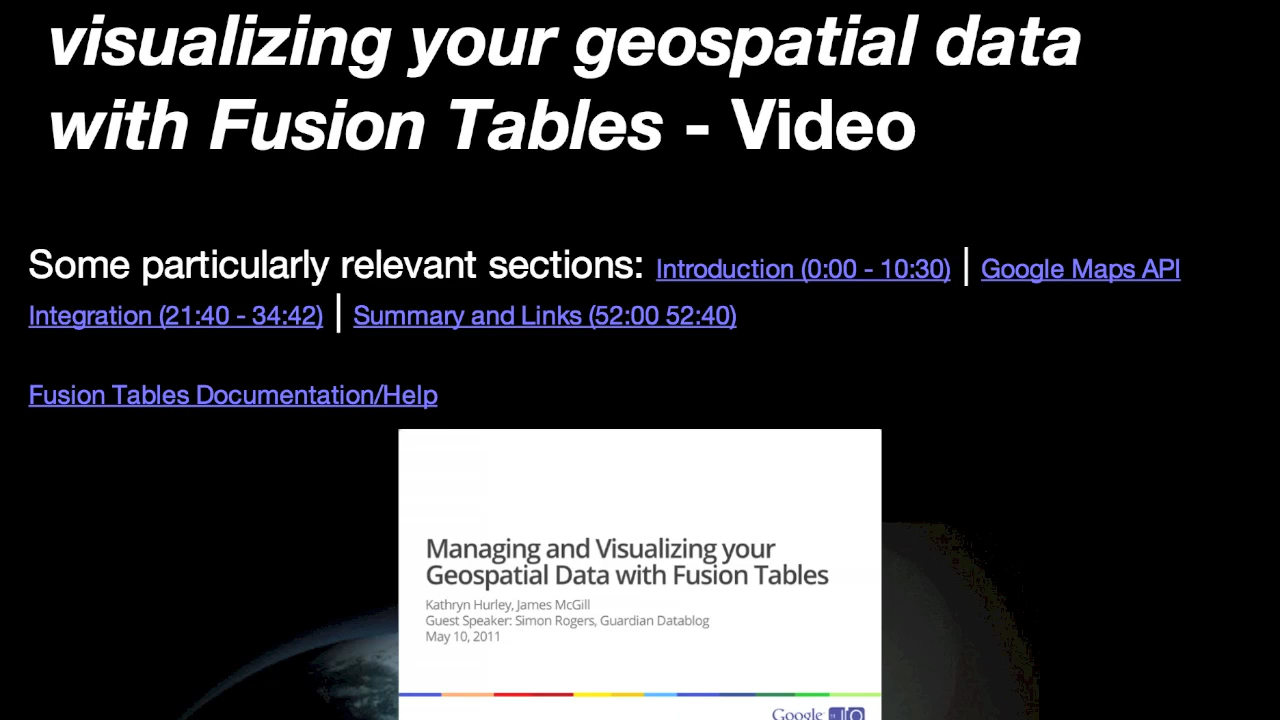 visualizing your geospatial data
with Fusion Tables - Video
Some particularly relevant sections: Introduction (0:00 - 10:30) | Google Maps API
Integration (21:40 - 34:42) | Summary and Links (52:00 52:40)
Fusion Tables Documentation/Help
Managing and Visualizing your
Geospatial Data with Fusion Tables
Kathryn Hurley, James McGill
Guest Speaker: Simon Rogers, Guardian Datablog
May 10, 2011
Google IO